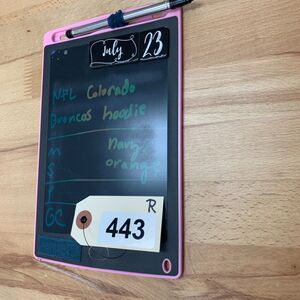 July 23
NFL Colorado
Broncos hoodie
m Navy
S orange
GC
R
443